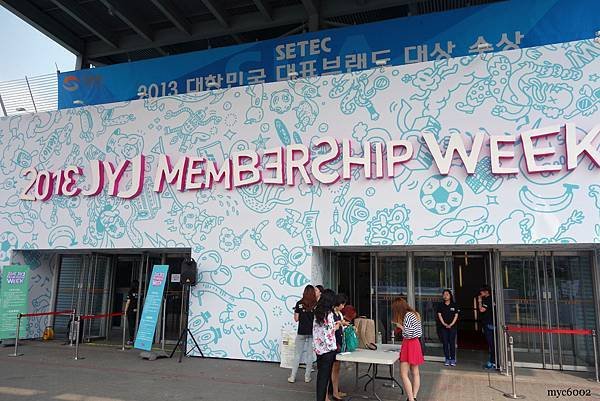 SETEC
2013 대한민국 대표브랜드 대상 수상
2013 JYJ MEMBERSHIP WEEK
WEEK
myc6002